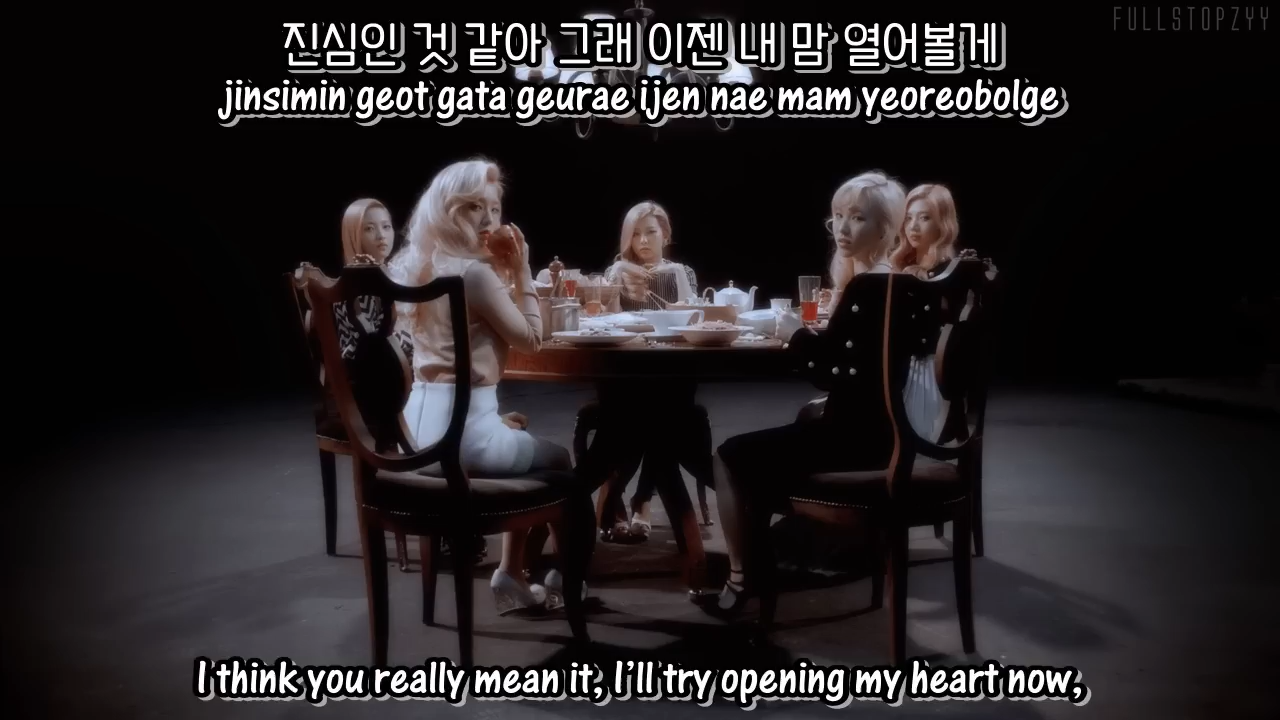 FULLSTOPZYY
진심인 것 같아 그래 이젠 내 맘 열어볼게
jinsimin geot gata geurae ijen nae mam yeoreobolge
I think you really mean it, I'll try opening my heart now,